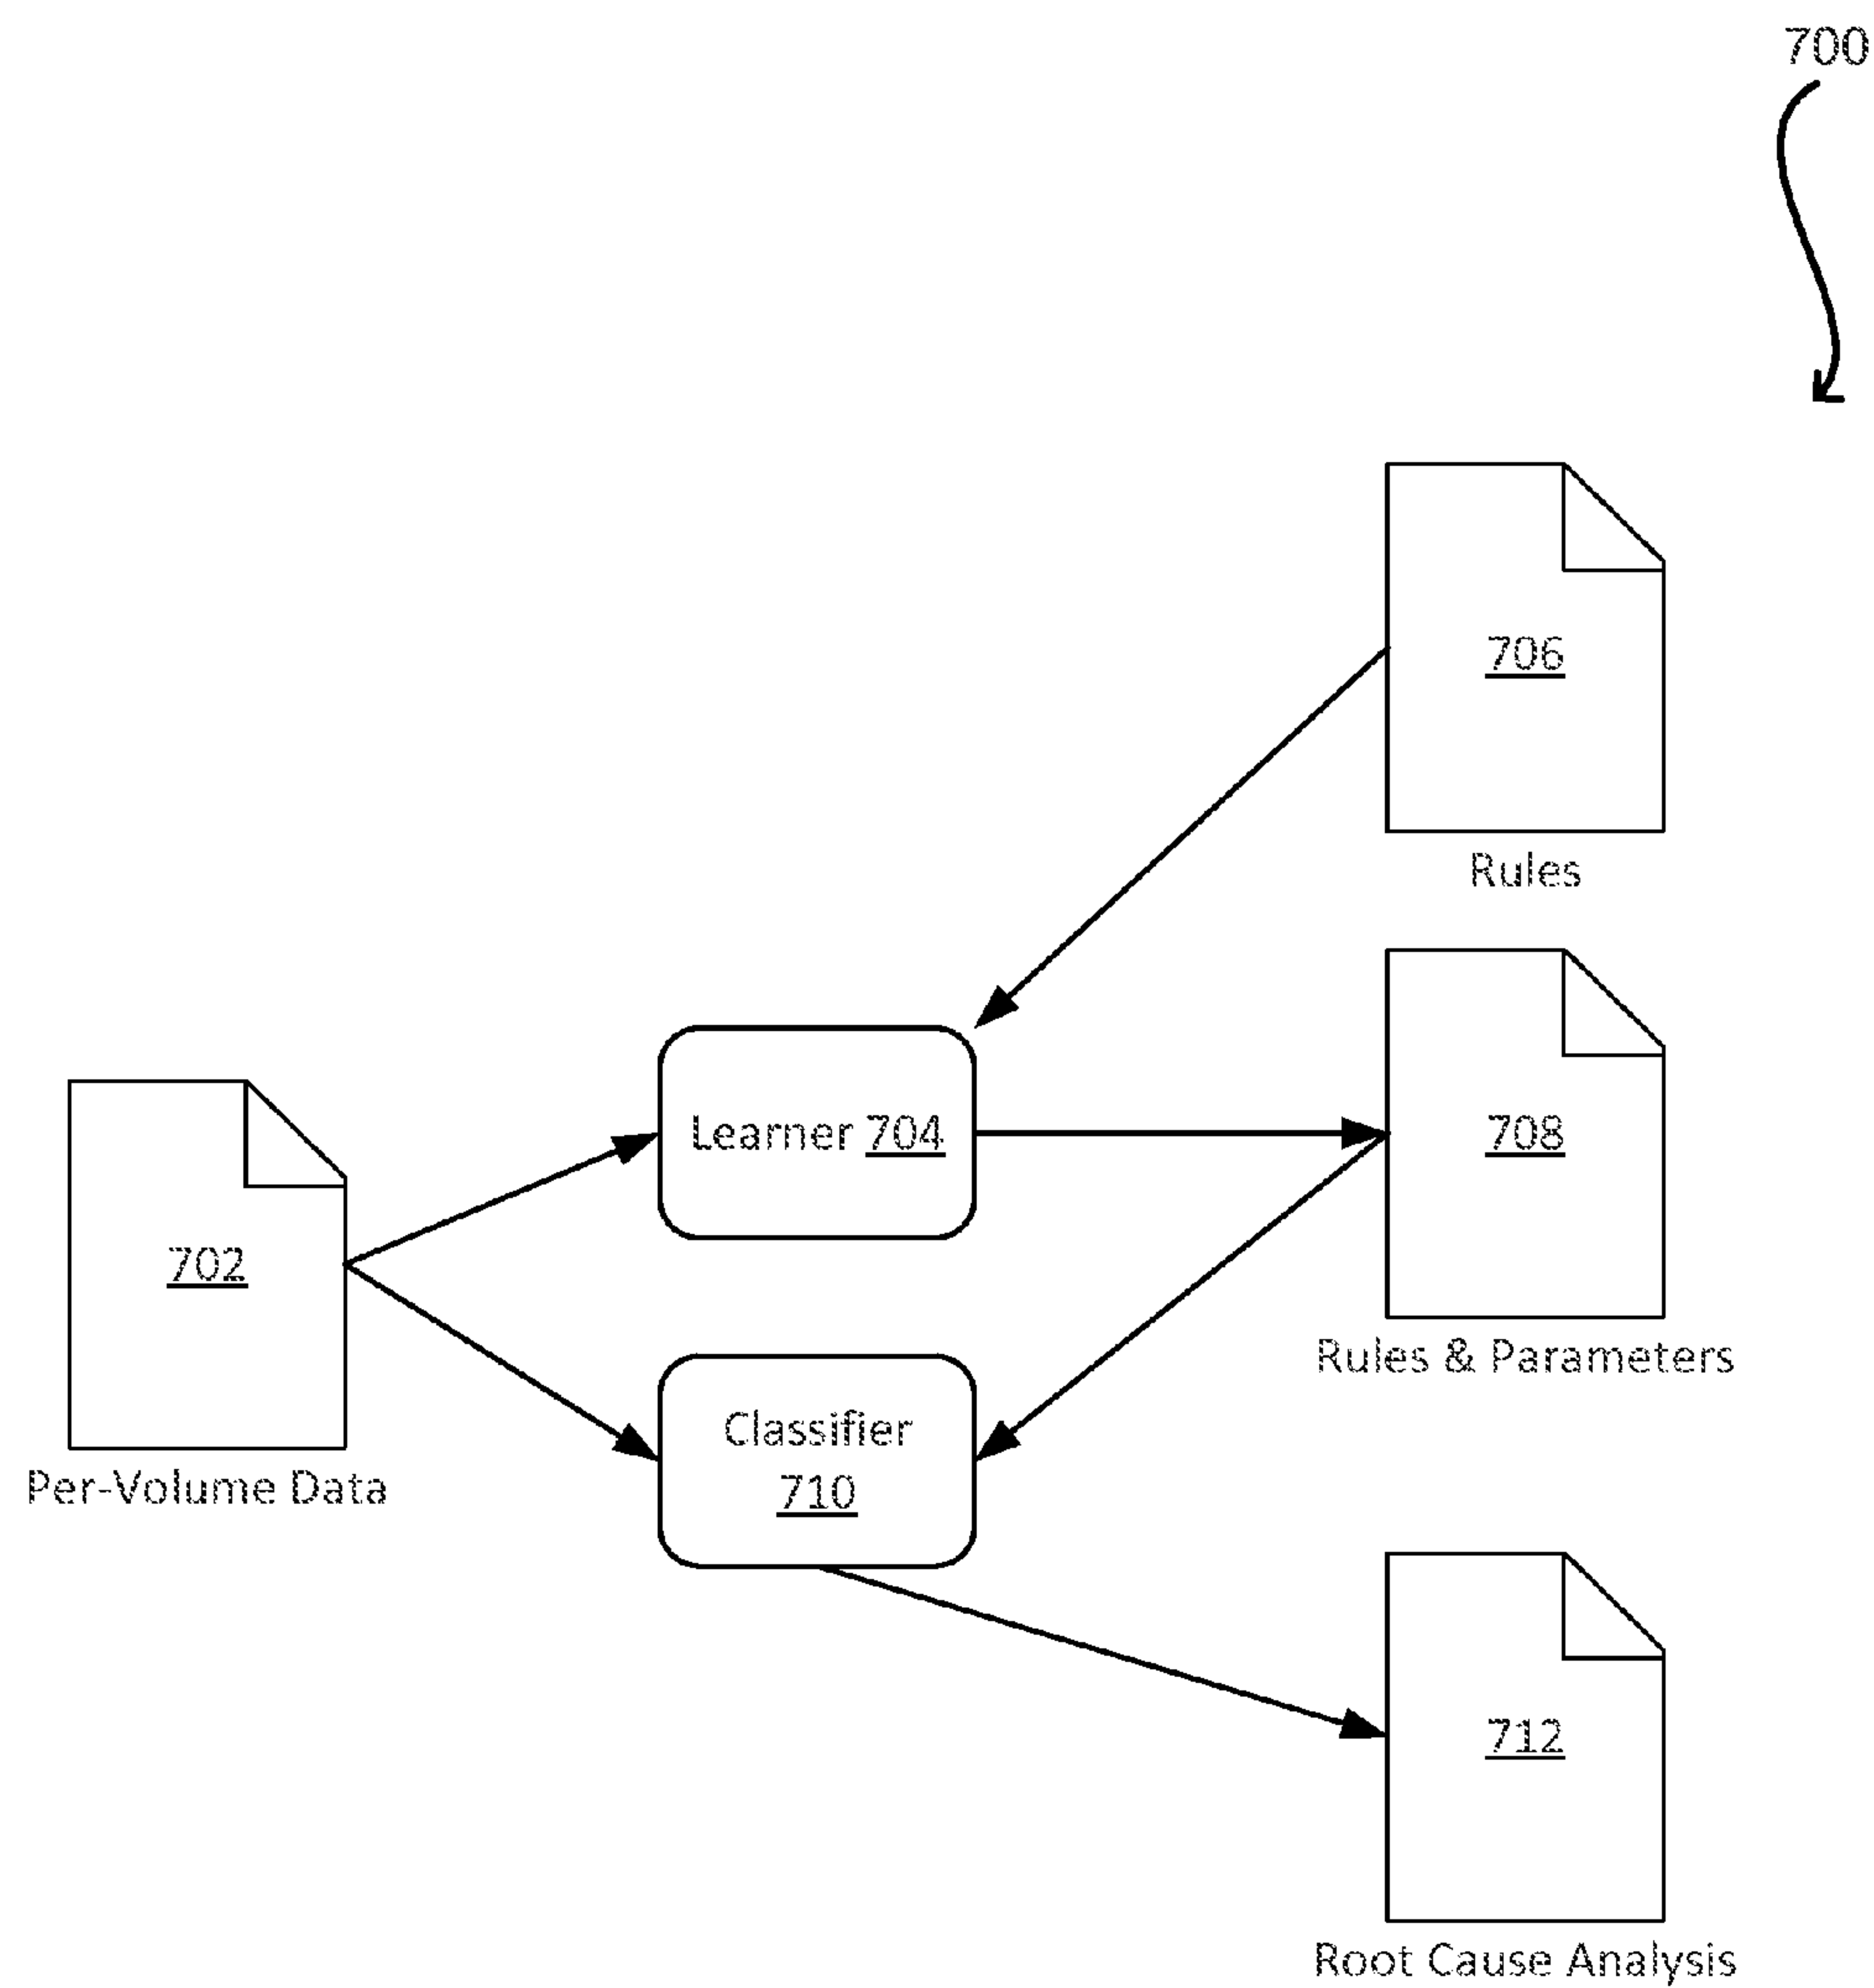 700
706
Rules
Learner 704
708
702
Rules & Parameters
Classifier
710
Per-Volume Data
712
Root Cause Analysis